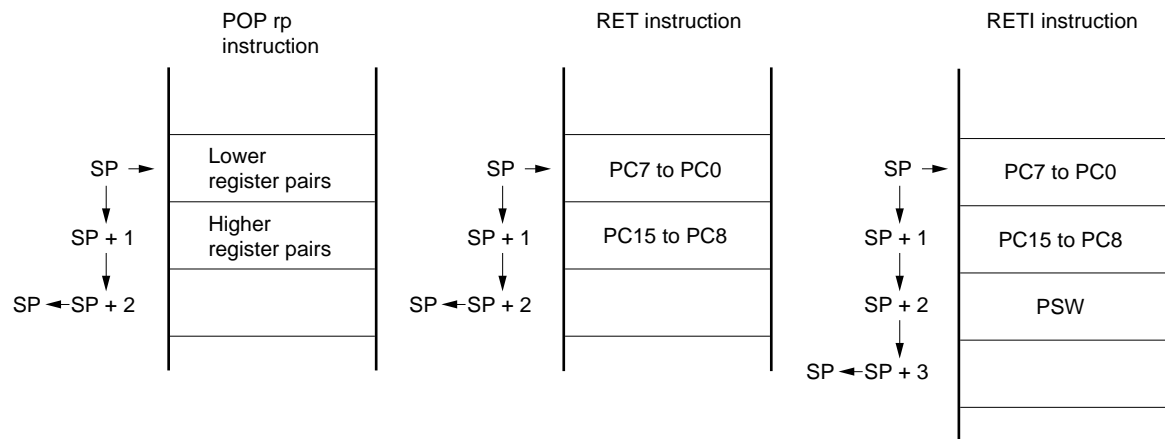 POP rp
instruction
SP
Lower
register pairs
SP + 1
Higher
register pairs
SP
SP + 2
RET instruction
SP
PC7 to PC0
SP + 1
PC15 to PC8
SP
SP + 2
RETI instruction
SP
PC7 to PC0
SP + 1
PC15 to PC8
SP + 2
PSW
SP
SP + 3